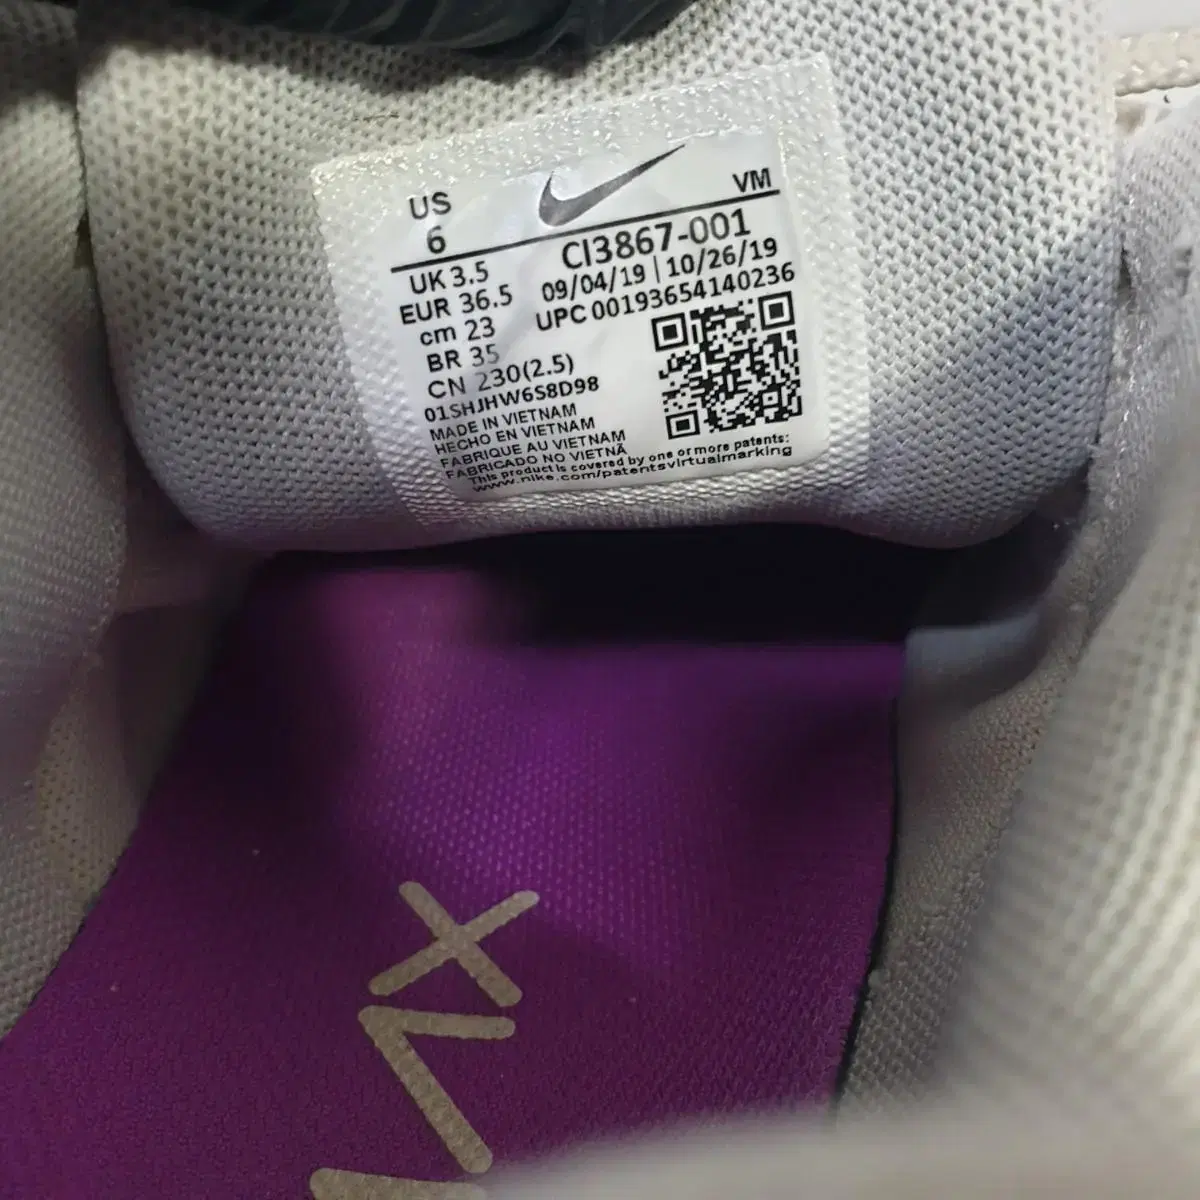 US
6
VM
UK 3.5
EUR 36.5
cm 23
BR 35
CN 230(2.5)
01SHJHW6S8D98
CI3867-001
09/04/19 | 10/26/19
UPC 00193654140236
MADE IN VIETNAM
HECHO EN VIETNAM
FABRIQUE AU VIETNAM
FABRICADO NO VIETNÃ
This product is covered by one or more patents:
www.nike.com/patentsvirtualmarking